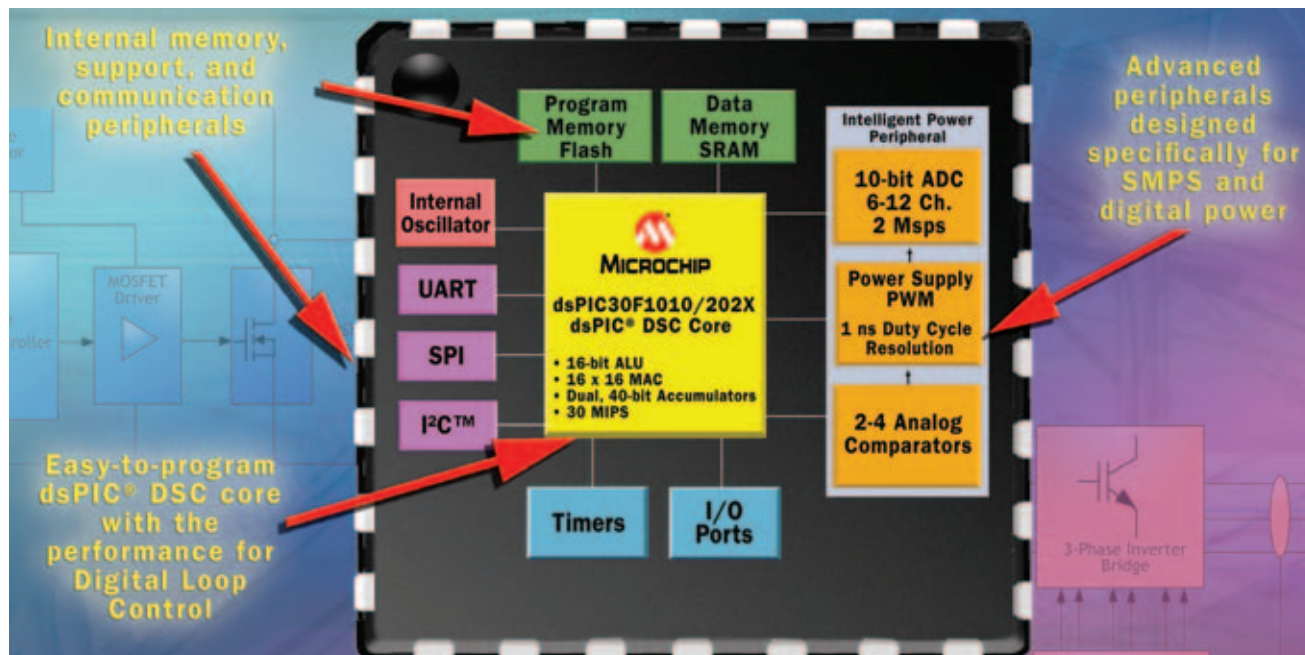 Internal memory,
support, and
communication
peripherals
Advanced
peripherals
designed
specifically for
SMPS and
digital power
Program
Memory
Flash
Data
Memory
SRAM
Intelligent Power
Peripheral
10-bit ADC
6-12 Ch.
2 Msps
Internal
Oscillator
MICROCHIP
dsPIC30F1010/202X
dsPIC® DSC Core
• 16-bit ALU
• 16 x 16 MAC
• Dual, 40-bit Accumulators
• 30 MIPS
UART
SPI
I²C™
Power Supply
PWM
1 ns Duty Cycle
Resolution
2-4 Analog
Comparators
MOSFET
Driver
Easy-to-program
dsPIC® DSC core
with the
performance for
Digital Loop
Control
Timers
I/O
Ports
3-Phase Inverter
Bridge